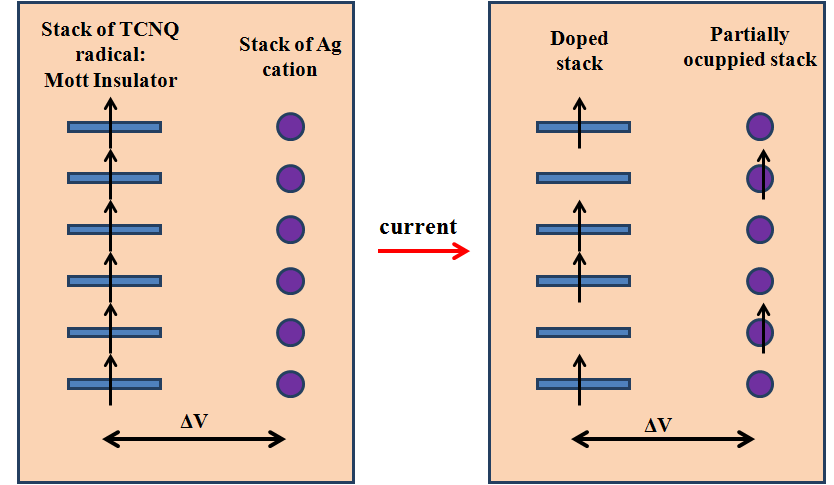 Stack of TCNQ
radical:
Mott Insulator
Stack of Ag
cation
ΔV
current
Doped
stack
Partially
ocuppied stack
ΔV